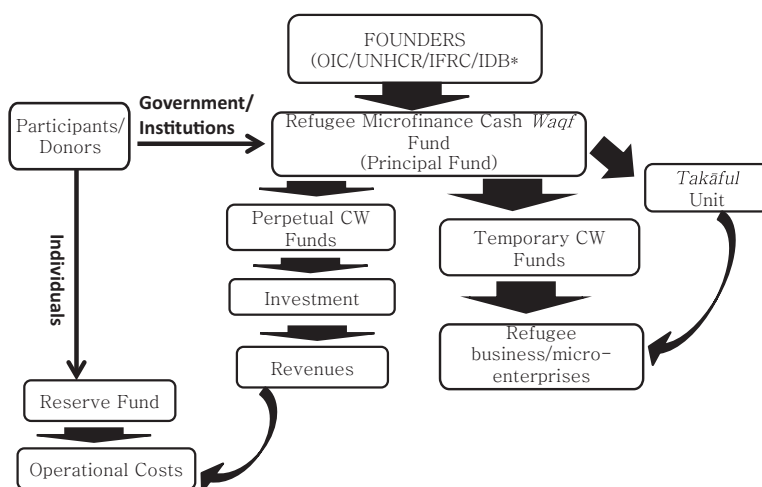 FOUNDERS
(OIC/UNHCR/IFRC/IDB*
Government/
Institutions
Participants/
Donors
Refugee Microfinance Cash Waqf
Fund
(Principal Fund)
Takāful
Unit
Individuals
Perpetual CW
Funds
Temporary CW
Funds
Investment
Refugee
business/micro-
enterprises
Revenues
Reserve Fund
Operational Costs